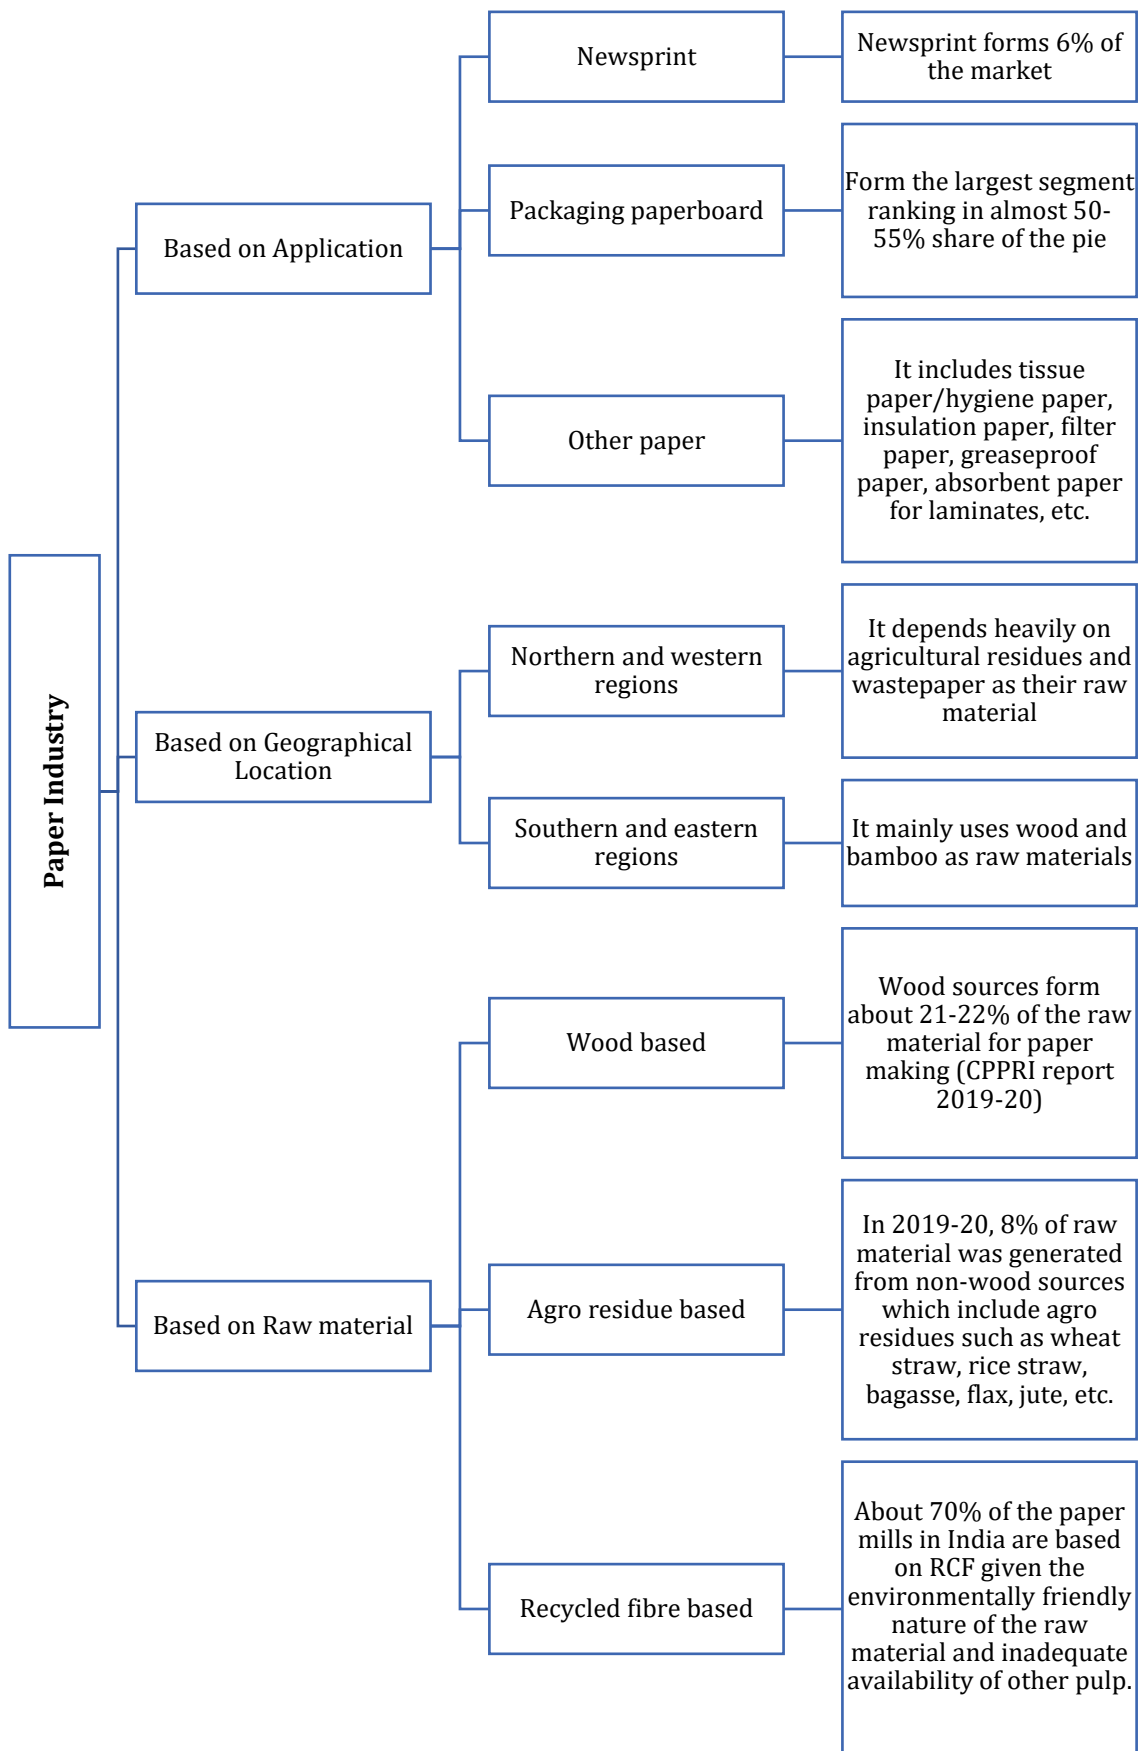 Paper Industry
Based on Application
Newsprint
Newsprint forms 6% of
the market
Packaging paperboard
Form the largest segment
ranking in almost 50-
55% share of the pie
Other paper
It includes tissue
paper/hygiene paper,
insulation paper, filter
paper, greaseproof
paper, absorbent paper
for laminates, etc.
Based on Geographical
Location
Northern and western
regions
It depends heavily on
agricultural residues and
wastepaper as their raw
material
Southern and eastern
regions
It mainly uses wood and
bamboo as raw materials
Based on Raw material
Wood based
Wood sources form
about 21-22% of the raw
material for paper
making (CPPRI report
2019-20)
Agro residue based
In 2019-20, 8% of raw
material was generated
from non-wood sources
which include agro
residues such as wheat
straw, rice straw,
bagasse, flax, jute, etc.
Recycled fibre based
About 70% of the paper
mills in India are based
on RCF given the
environmentally friendly
nature of the raw
material and inadequate
availability of other pulp.